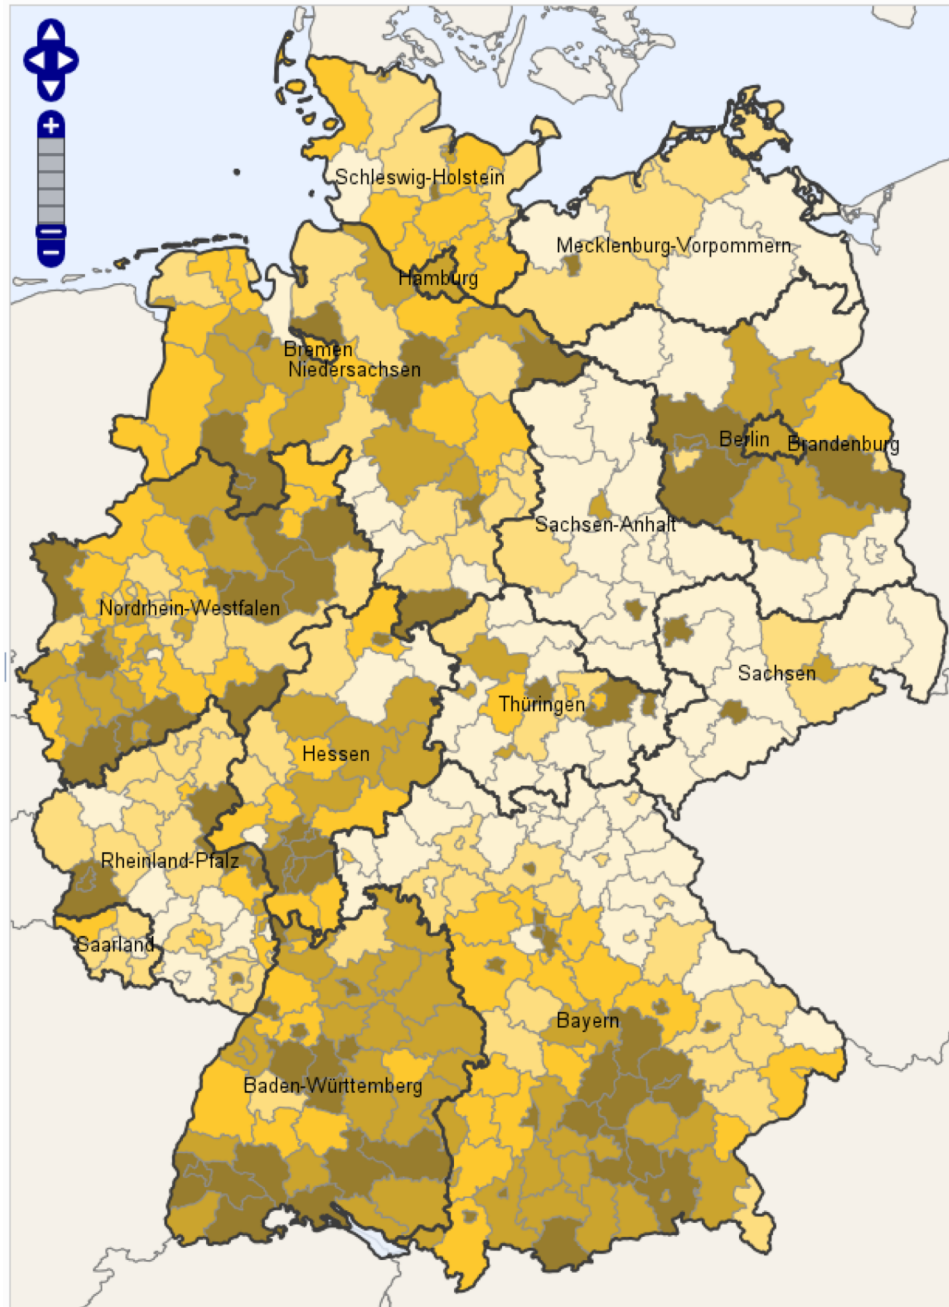 Schleswig-Holstein
Mecklenburg-Vorpommern
Hamburg
Bremen
Niedersachsen
Berlin
Brandenburg
Sachsen-Anhalt
Nordrhein-Westfalen
Sachsen
Thüringen
Hessen
Rheinland-Pfalz
Saarland
Bayern
Baden-Württemberg